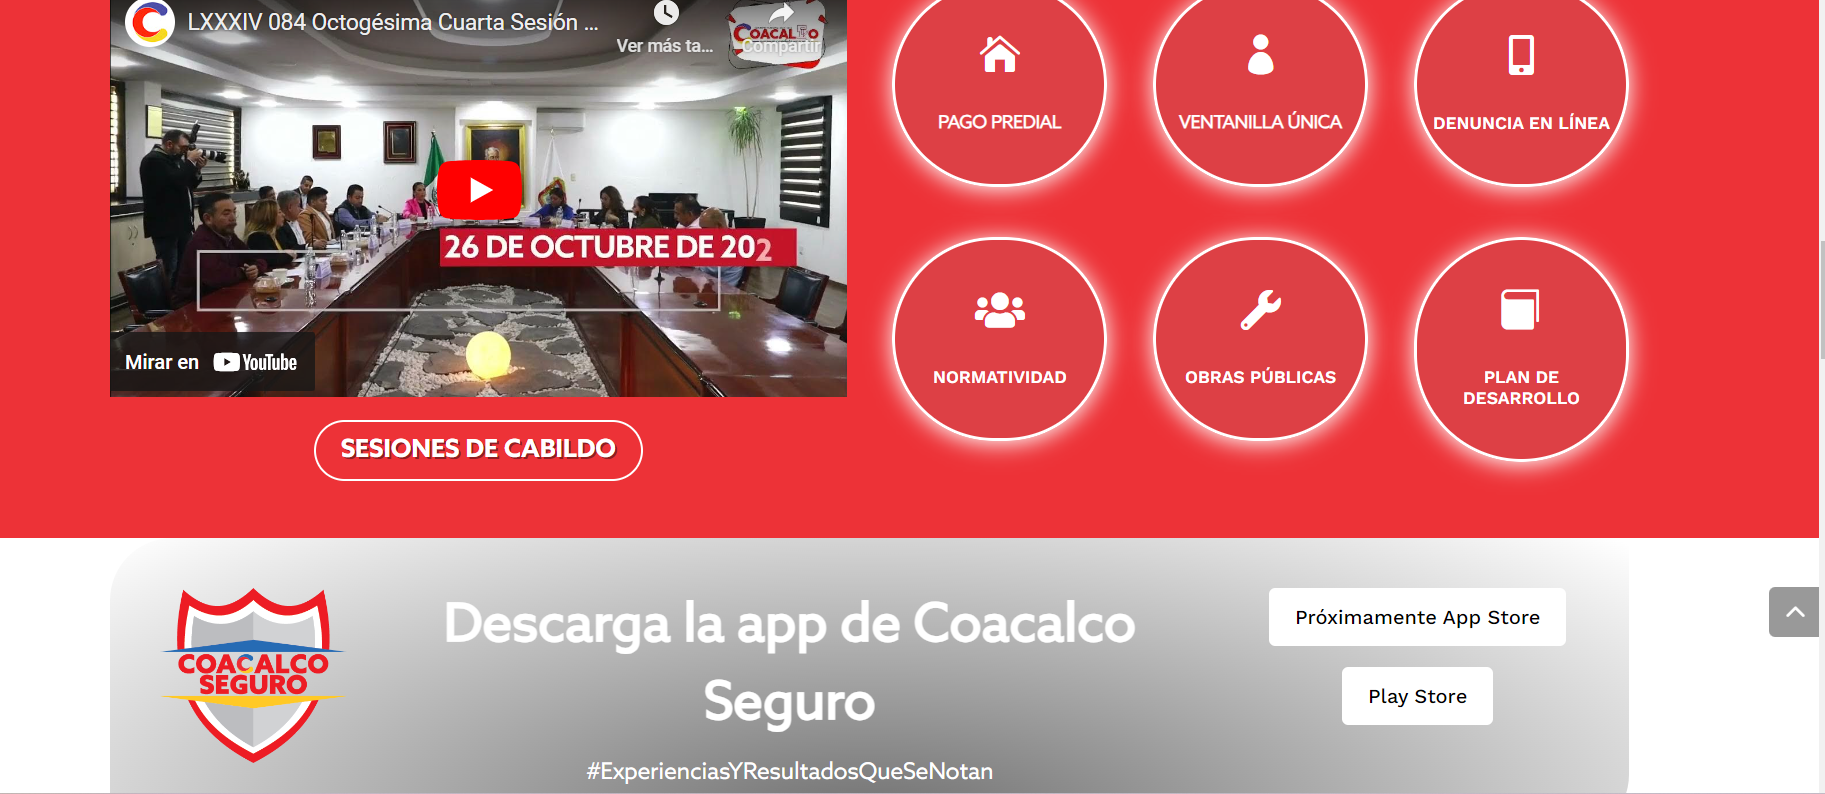 LXXXIV 084 Octogésima Cuarta Sesión ...
Ver más ta...
COACALCO
Compartir
26 DE OCTUBRE DE 202
Mirar en YouTube
SESIONES DE CABILDO
PAGO PREDIAL
VENTANILLA ÚNICA
DENUNCIA EN LÍNEA
NORMATIVIDAD
OBRAS PÚBLICAS
PLAN DE
DESARROLLO
COACALCO
SEGURO
Descarga la app de Coacalco
Seguro
#ExperienciasYResultadosQueSeNotan
Próximamente App Store
Play Store